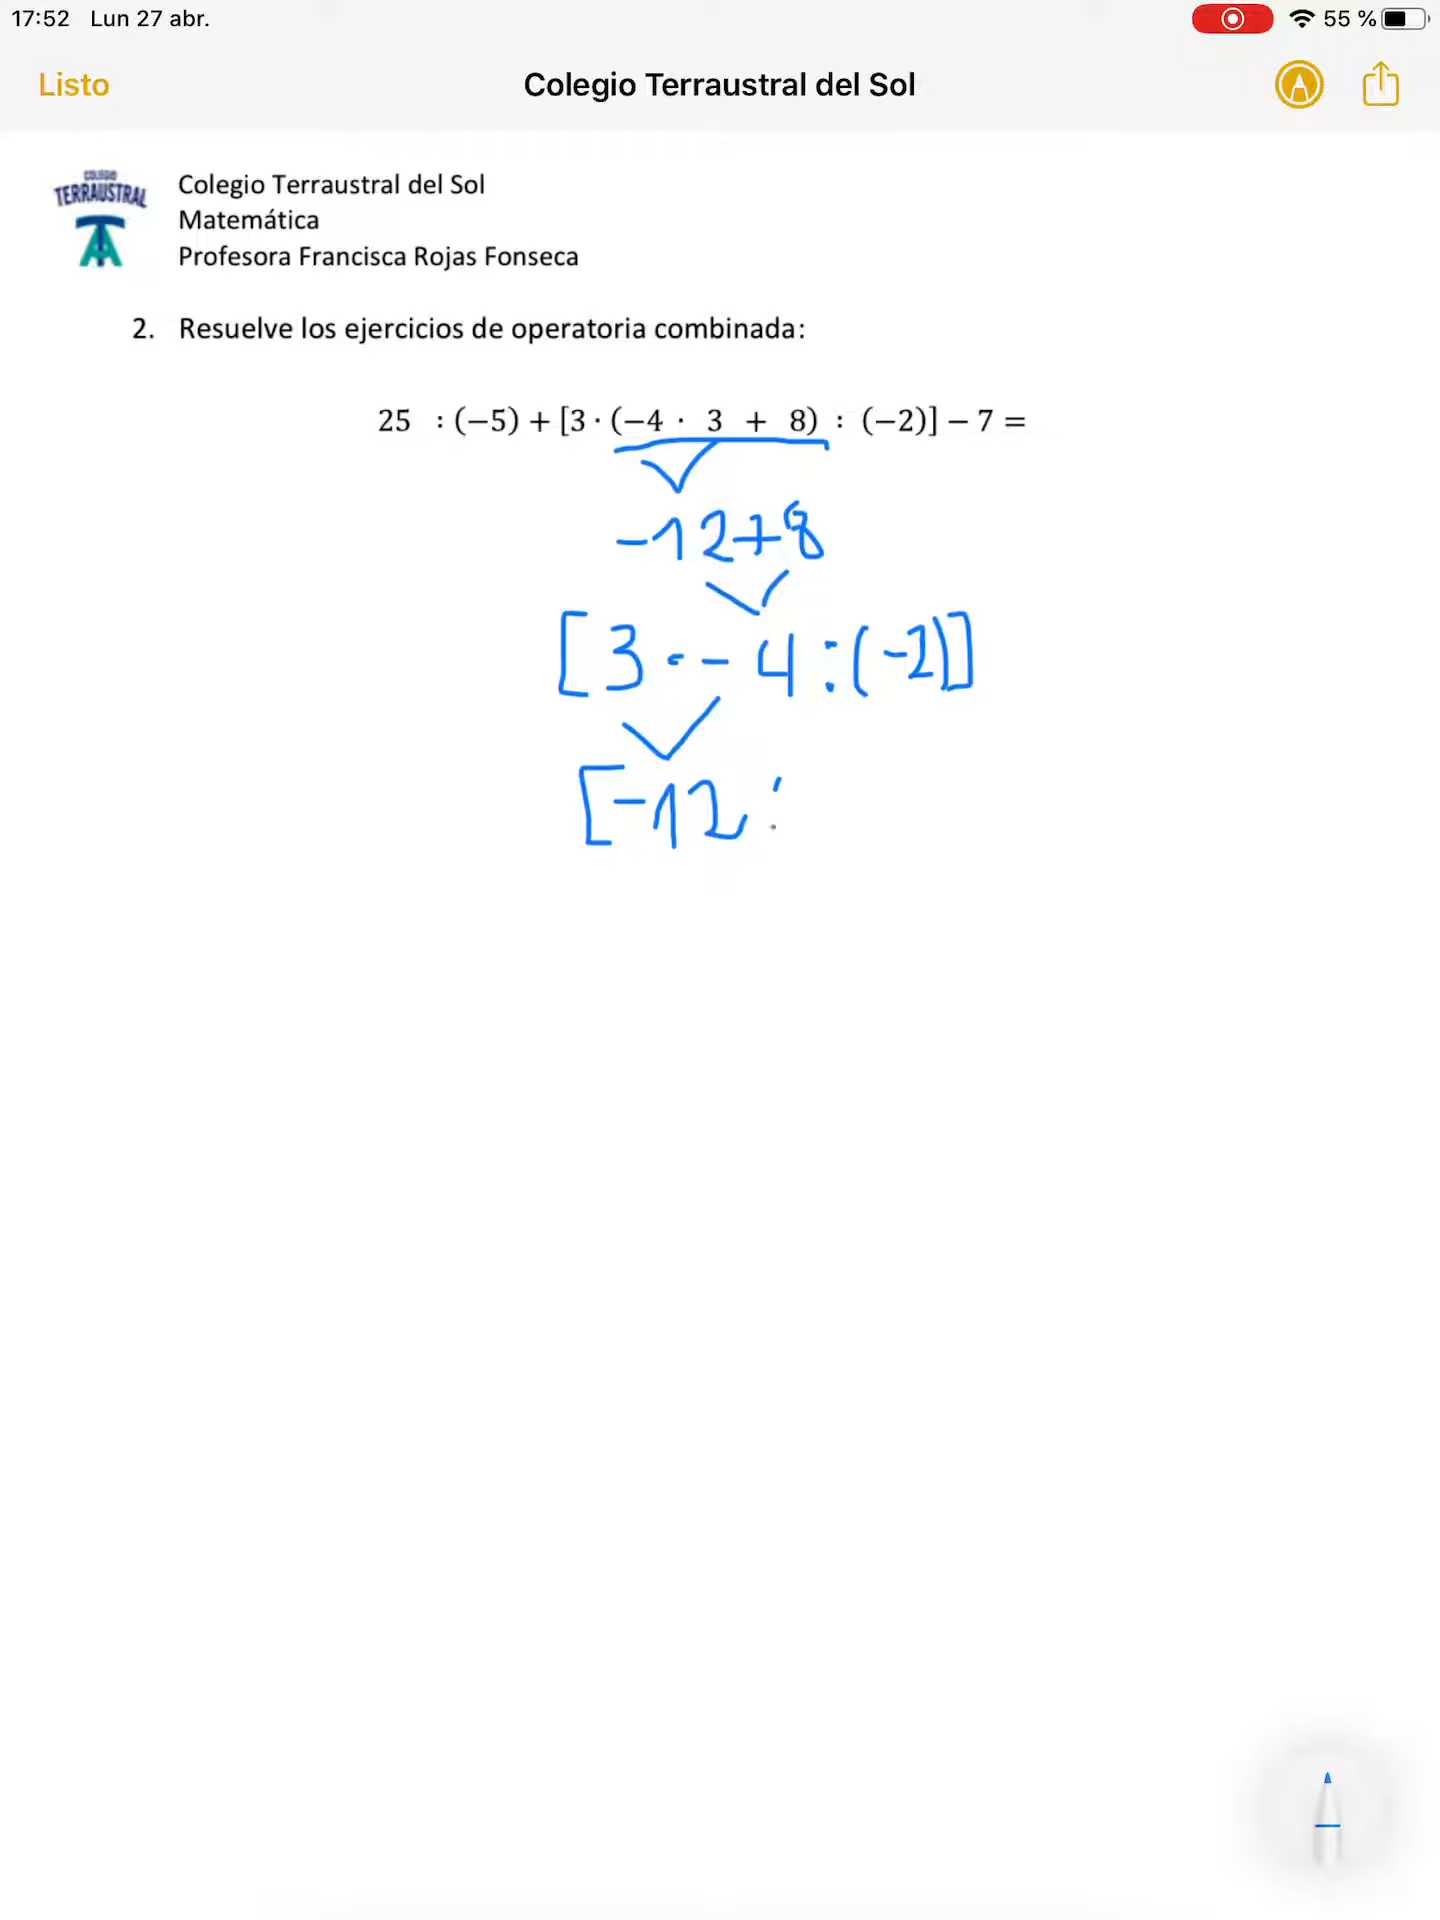 17:52 Lun 27 abr. 55 %
Listo Colegio Terraustral del Sol
COLEGIO
TERRAUSTRAL
Colegio Terraustral del Sol
Matemática
Profesora Francisca Rojas Fonseca
2. Resuelve los ejercicios de operatoria combinada:
25 : (−5) + [3 · (−4 · 3 + 8) : (−2)] − 7 =
-12+8
[3 · -4 : (-2)]
[-12 :